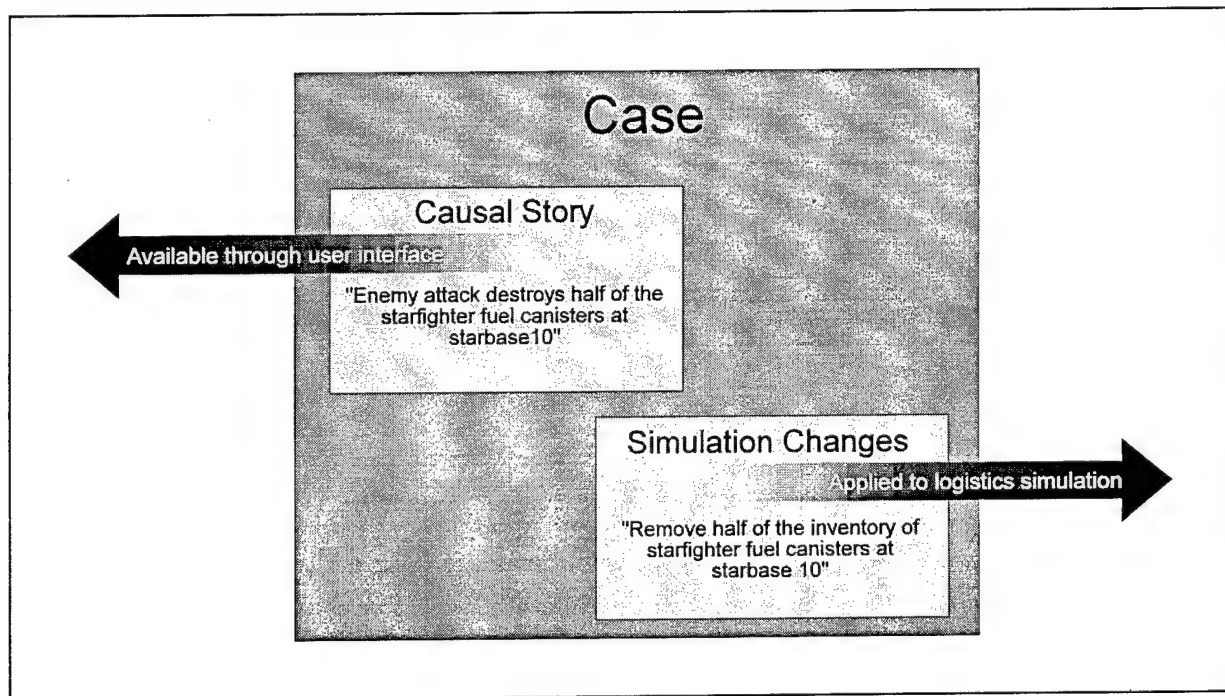 Case
Causal Story
Available through user interface
"Enemy attack destroys half of the
starfighter fuel canisters at
starbase10"
Simulation Changes
Applied to logistics simulation
"Remove half of the inventory of
starfighter fuel canisters at
starbase 10"